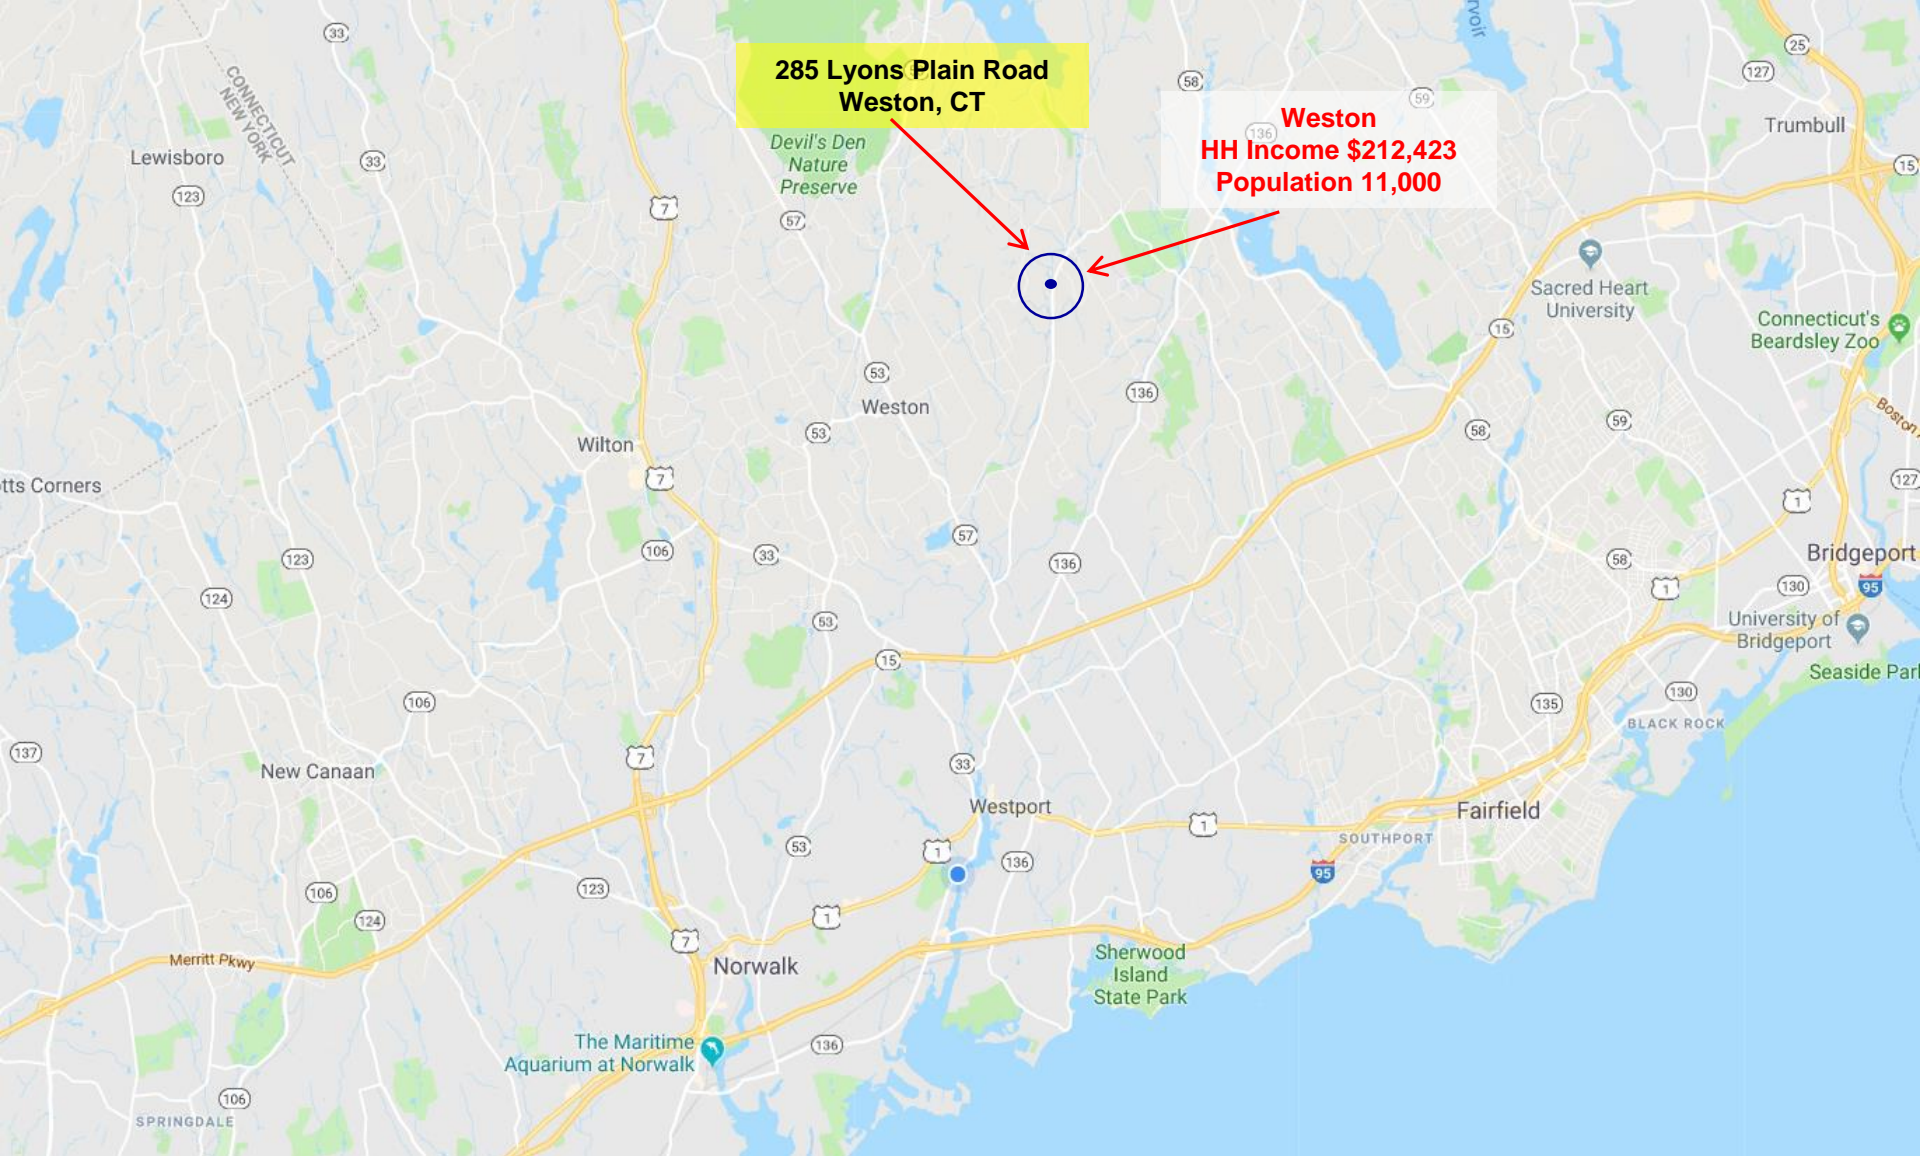 33
rvoir
25
285 Lyons Plain Road
Weston, CT
127
58
59
CONNECTICUT
NEW YORK
Weston
HH Income $212,423
Population 11,000
136
Trumbull
Devil's Den
Nature
Preserve
Lewisboro
33
15
123
7
57
Sacred Heart
University
Connecticut's
Beardsley Zoo
15
53
136
Weston
Boston
53
58
59
Wilton
7
127
tts Corners
1
57
106
33
136
123
58
Bridgeport
130
95
1
124
53
University of
Bridgeport
15
Seaside Park
106
135
130
BLACK ROCK
137
7
33
New Canaan
Westport
Fairfield
1
SOUTHPORT
53
1
136
95
106
123
124
1
7
Merritt Pkwy
Norwalk
Sherwood
Island
State Park
The Maritime
Aquarium at Norwalk
136
106
SPRINGDALE